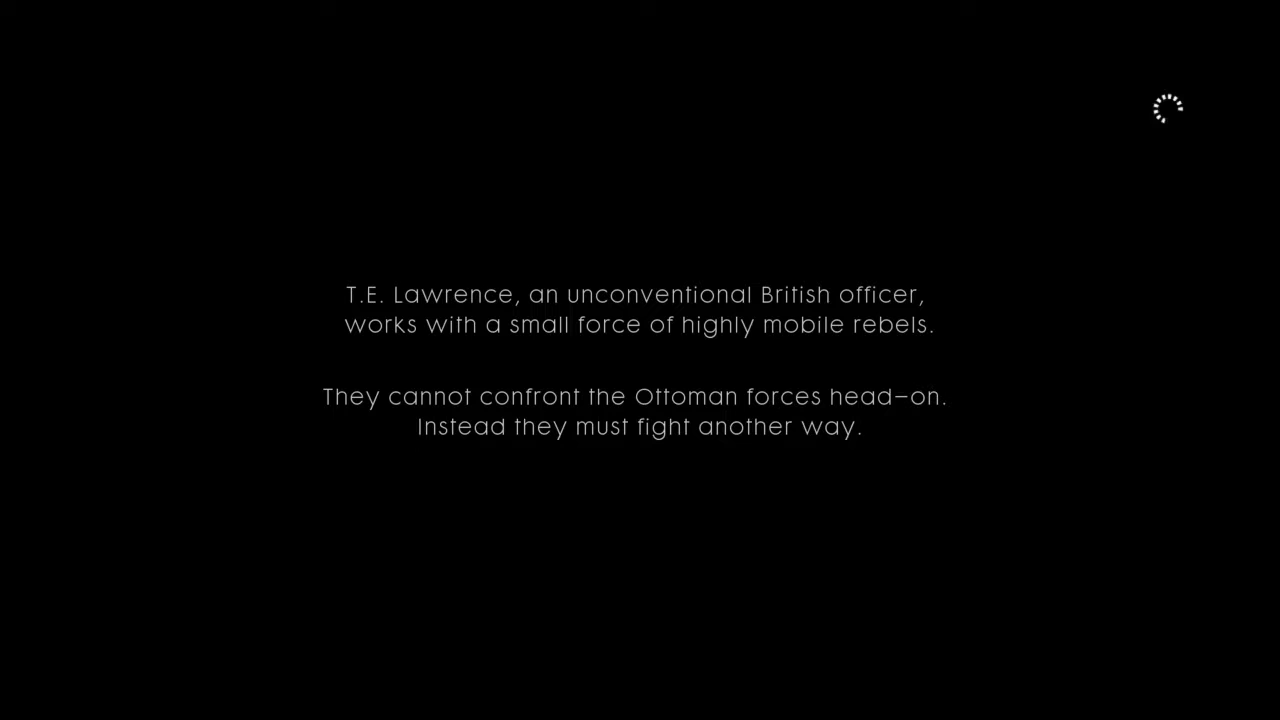 T.E. Lawrence, an unconventional British officer,
works with a small force of highly mobile rebels.
They cannot confront the Ottoman forces head–on.
Instead they must fight another way.